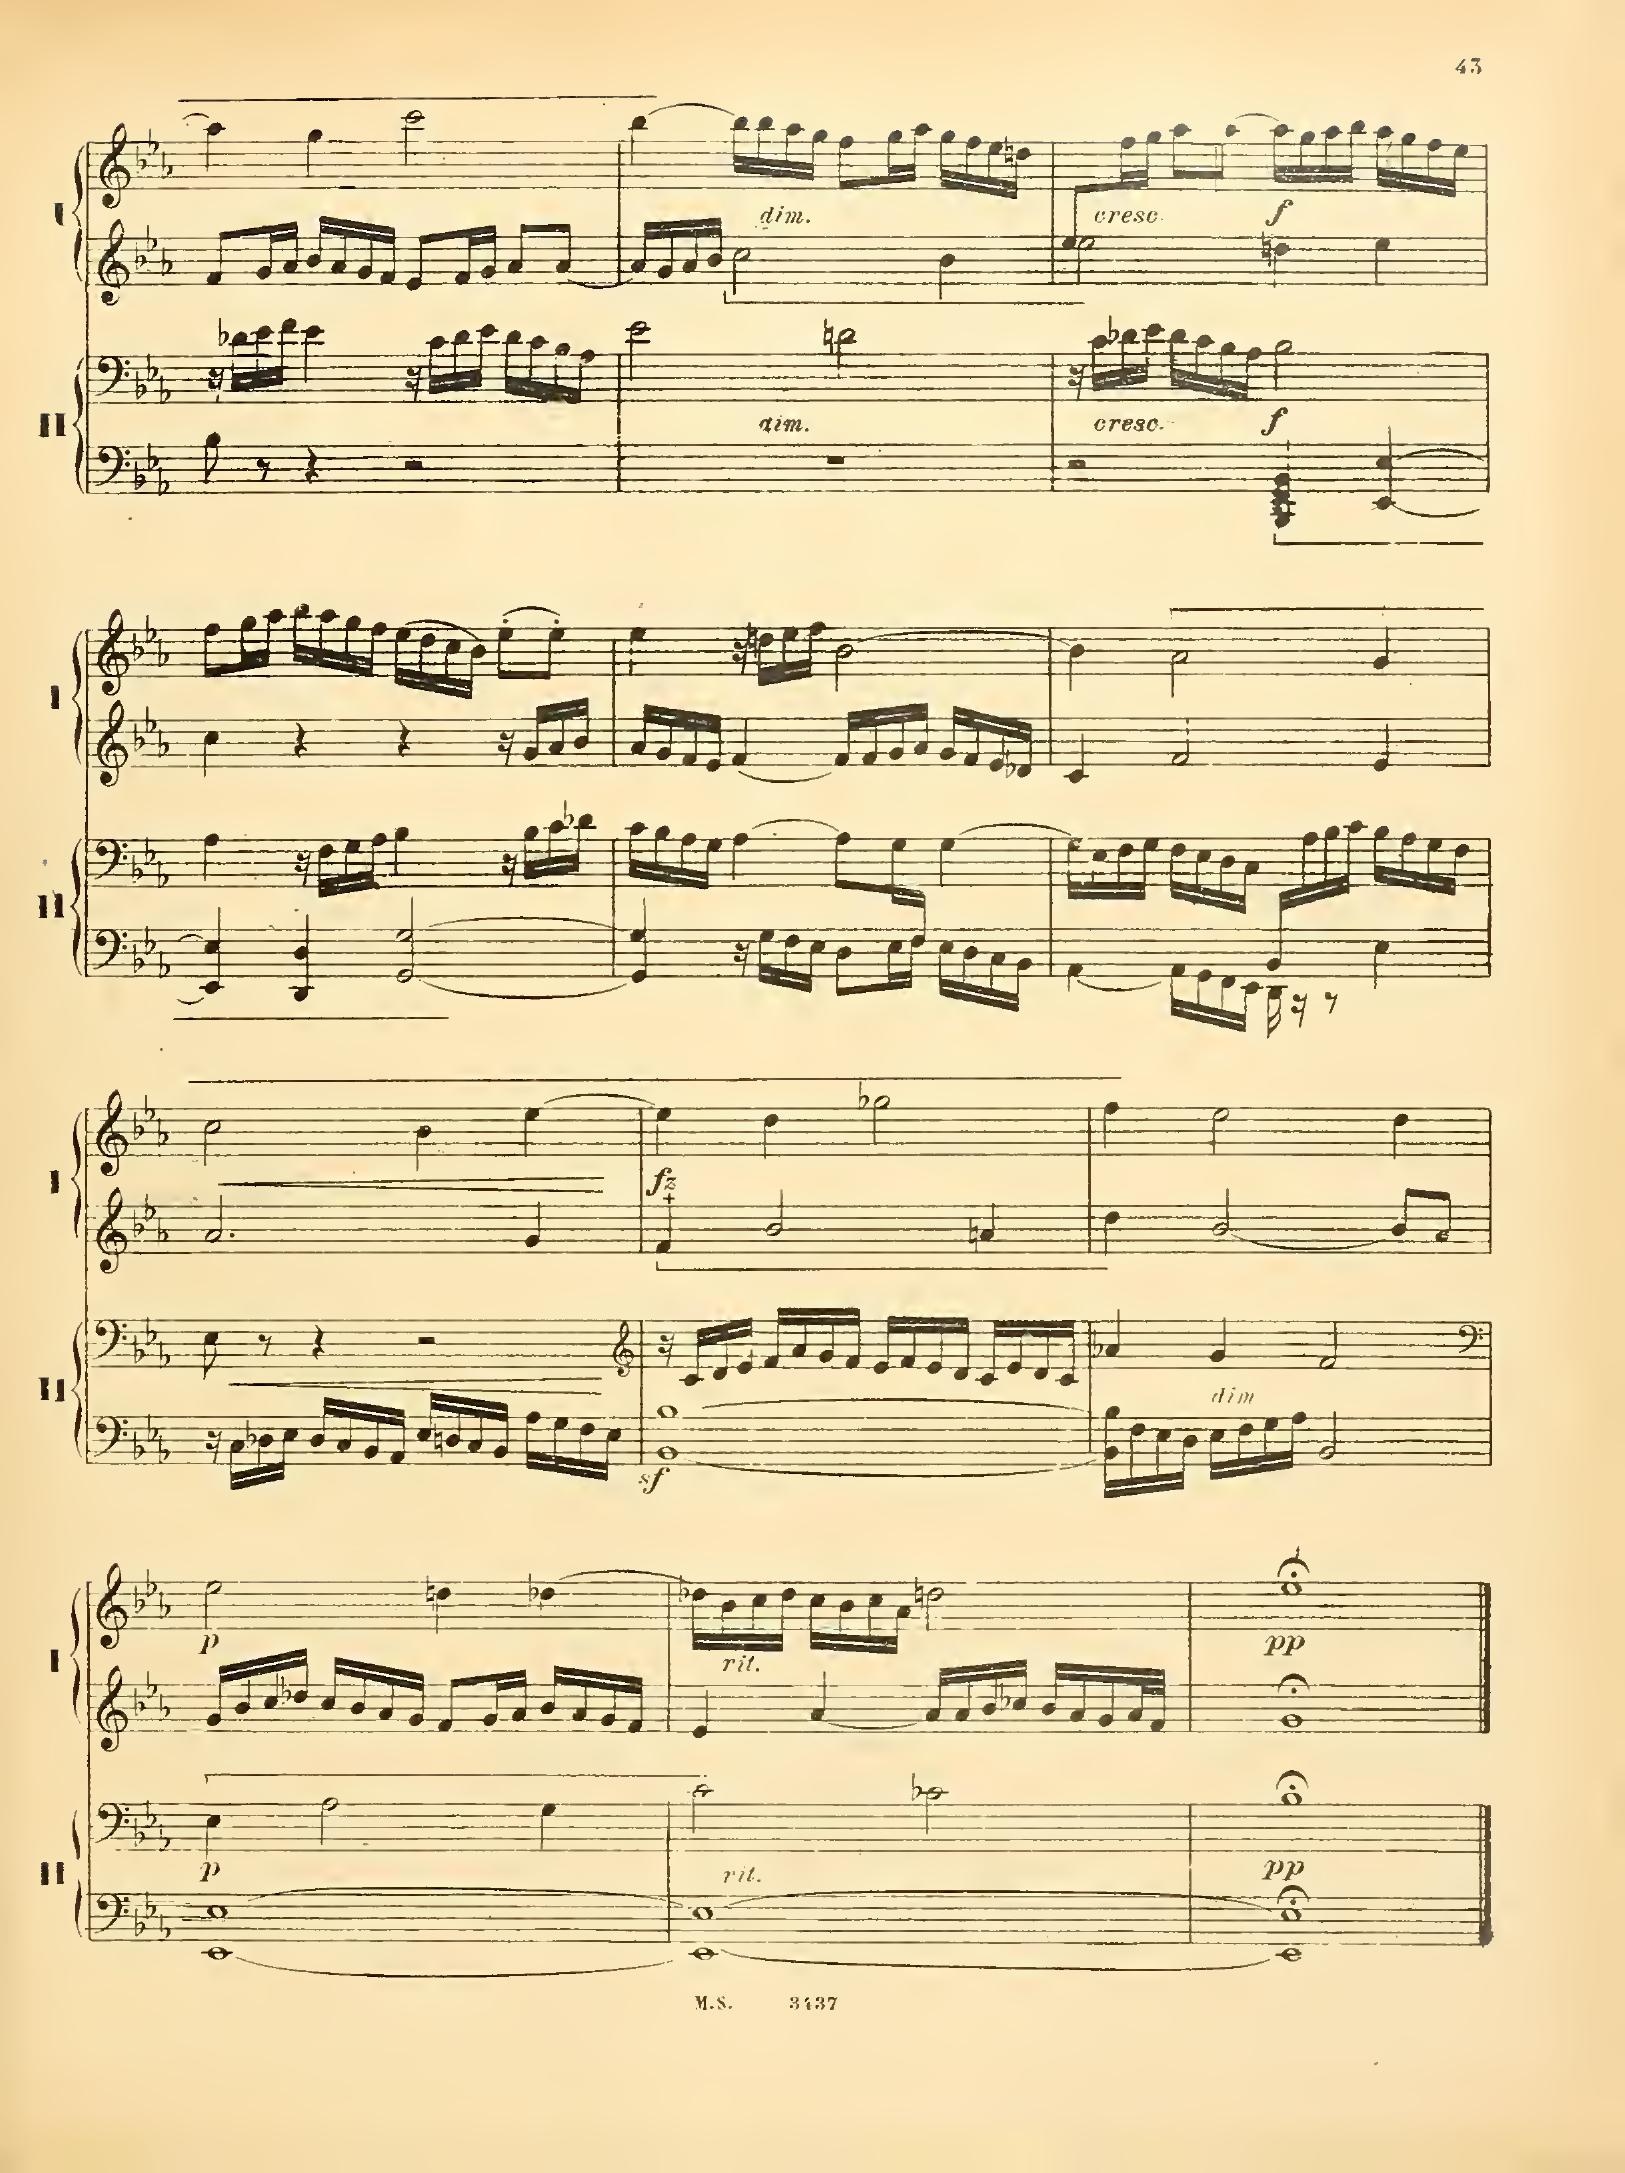 43
I
dim.
cresc.
f
II
dim.
cresc.
f
I
II
I
fz
II
dim
sf
I
p
rit.
pp
II
p
rit.
pp
M.S. 3437